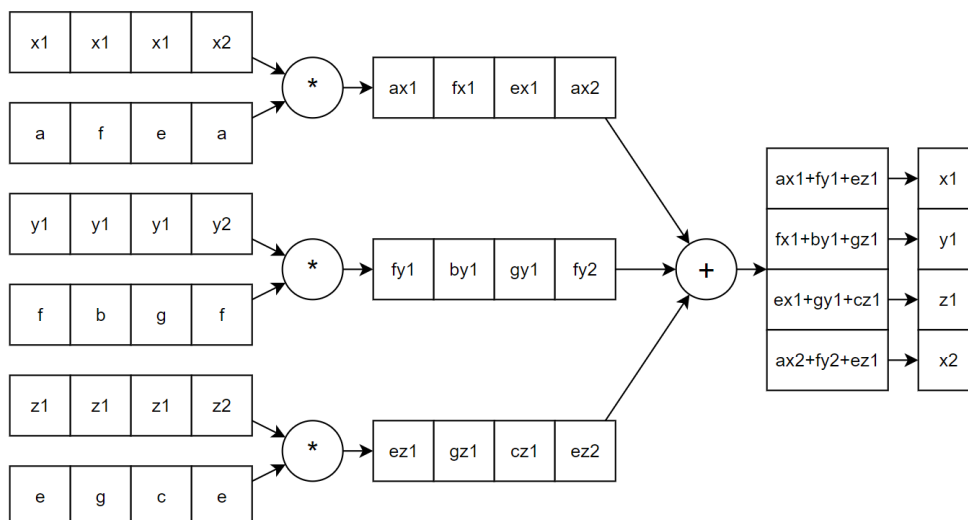 x1 x1 x1 x2
*
a f e a
ax1 fx1 ex1 ax2
y1 y1 y1 y2
*
f b g f
fy1 by1 gy1 fy2
z1 z1 z1 z2
*
e g c e
ez1 gz1 cz1 ez2
+
ax1+fy1+ez1 x1
fx1+by1+gz1 y1
ex1+gy1+cz1 z1
ax2+fy2+ez1 x2